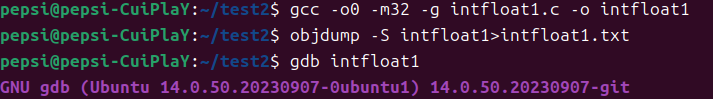 pepsi@pepsi-CuiPlaY:~/test2$ gcc -o0 -m32 -g intfloat1.c -o intfloat1
pepsi@pepsi-CuiPlaY:~/test2$ objdump -S intfloat1>intfloat1.txt
pepsi@pepsi-CuiPlaY:~/test2$ gdb intfloat1
GNU gdb (Ubuntu 14.0.50.20230907-0ubuntu1) 14.0.50.20230907-git